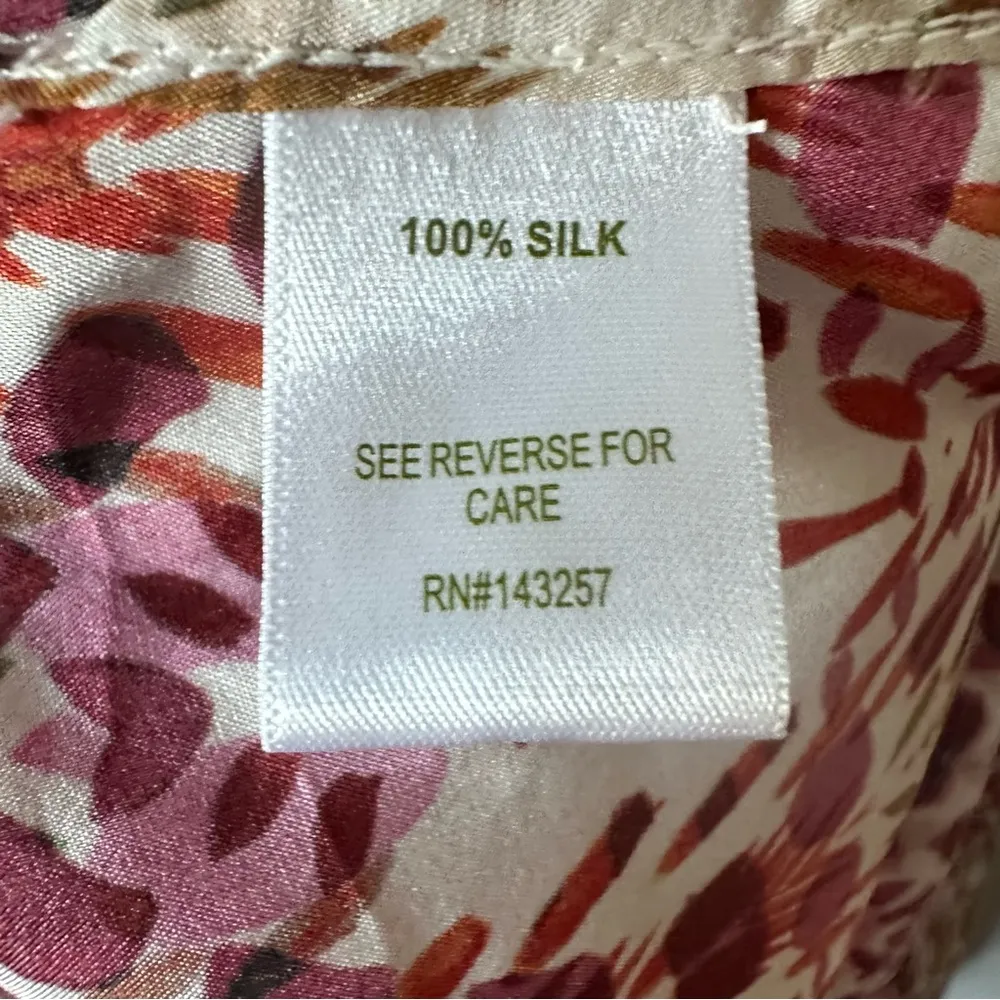 100% SILK
SEE REVERSE FOR
CARE
RN#143257